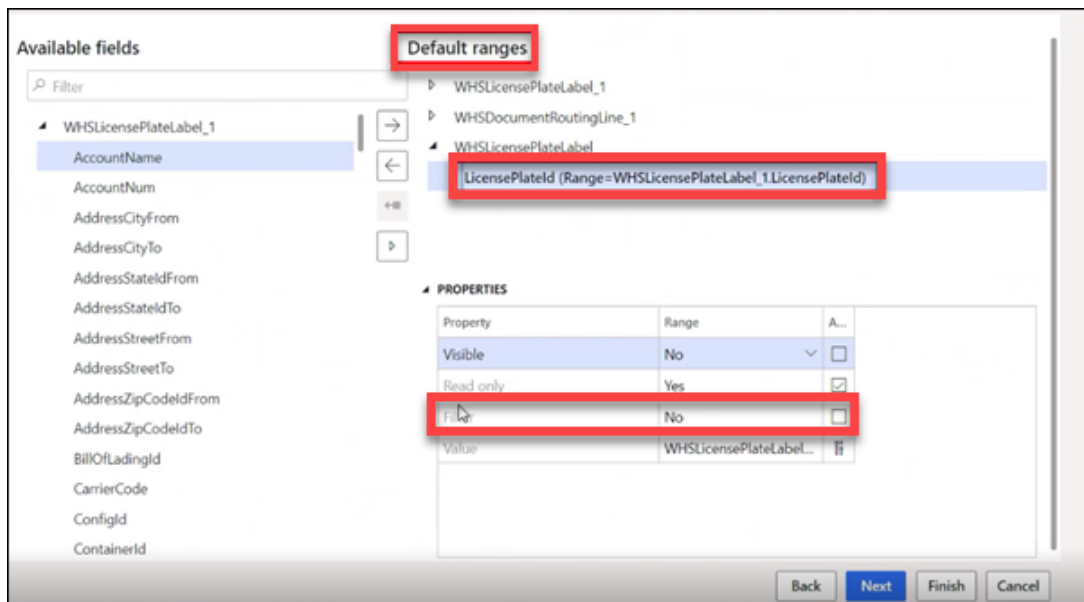 Available fields
Filter
WHSLicensePlateLabel_1
AccountName
AccountNum
AddressCityFrom
AddressCityTo
AddressStateIdFrom
AddressStateIdTo
AddressStreetFrom
AddressStreetTo
AddressZipCodeIdFrom
AddressZipCodeIdTo
BillOfLadingId
CarrierCode
ConfigId
ContainerId
Default ranges
WHSLicensePlateLabel_1
WHSDocumentRoutingLine_1
WHSLicensePlateLabel
LicensePlateId (Range=WHSLicensePlateLabel_1.LicensePlateId)
PROPERTIES
Property Range A...
Visible No
Read only Yes
No
Value WHSLicensePlateLabel...
Back Next Finish Cancel